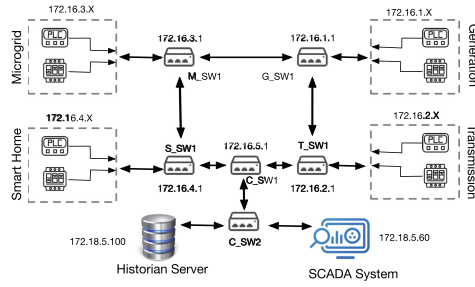 172.16.3.X
172.16.1.X
PLC
172.16.3.1
172.16.1.1
PLC
Microgrid
Generation
M_SW1
G_SW1
172.16.4.X
172.16.2.X
PLC
S_SW1
172.16.5.1
T_SW1
PLC
Smart Home
Transmission
172.16.4.1
C_SW1
172.16.2.1
172.18.5.100
C_SW2
172.18.5.60
Historian Server
SCADA System